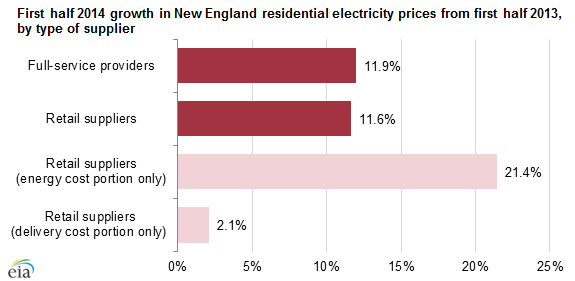 First half 2014 growth in New England residential electricity prices from first half 2013,
by type of supplier
Full-service providers
11.9%
Retail suppliers
11.6%
Retail suppliers
(energy cost portion only)
21.4%
Retail suppliers
(delivery cost portion only)
2.1%
0%
5%
10%
15%
20%
25%
eia